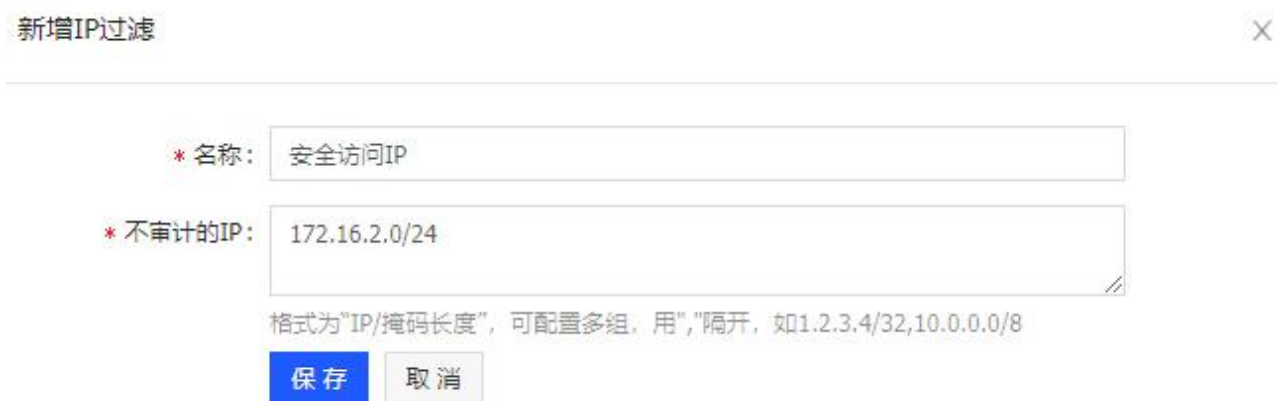 新增IP过滤
* 名称： 安全访问IP
* 不审计的IP： 172.16.2.0/24
格式为"IP/掩码长度"，可配置多组，用","隔开，如1.2.3.4/32,10.0.0.0/8
保 存 取 消